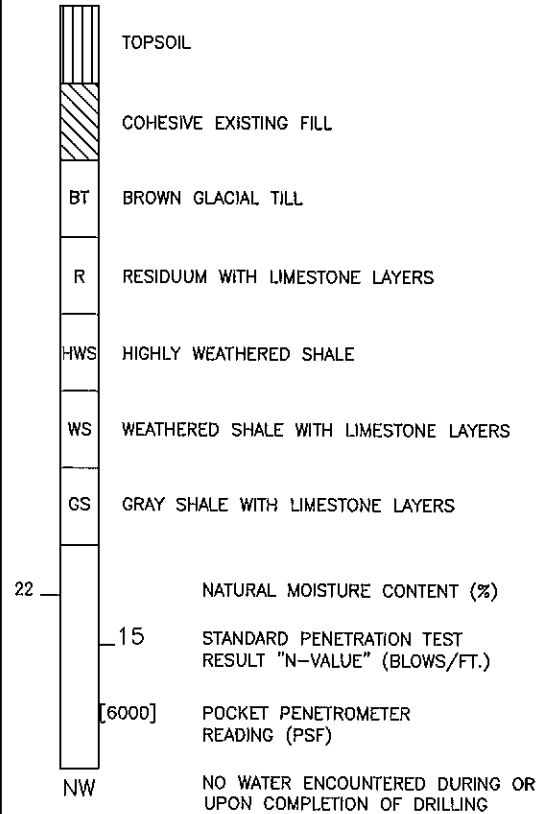 TOPSOIL
COHESIVE EXISTING FILL
BT BROWN GLACIAL TILL
R RESIDUUM WITH LIMESTONE LAYERS
HWS HIGHLY WEATHERED SHALE
WS WEATHERED SHALE WITH LIMESTONE LAYERS
GS GRAY SHALE WITH LIMESTONE LAYERS
22 NATURAL MOISTURE CONTENT (%)
15 STANDARD PENETRATION TEST
RESULT "N-VALUE" (BLOWS/FT.)
[6000] POCKET PENETROMETER
READING (PSF)
NW NO WATER ENCOUNTERED DURING OR
UPON COMPLETION OF DRILLING